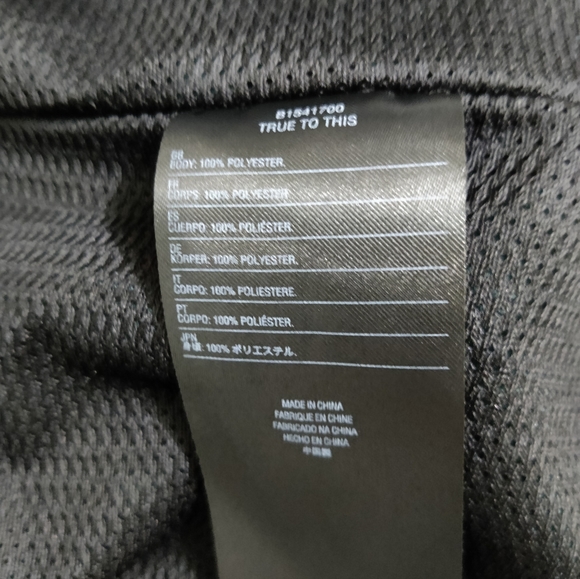 B1541700
TRUE TO THIS
GB
BODY: 100% POLYESTER.
FR
CORPS: 100% POLYESTER.
ES
CUERPO: 100% POLIÉSTER.
DE
KÖRPER: 100% POLYESTER.
IT
CORPO: 100% POLIESTERE.
PT
CORPO: 100% POLIÉSTER.
JPN
身頃: 100% ポリエステル.
MADE IN CHINA
FABRIQUE EN CHINE
FABRICADO NA CHINA
HECHO EN CHINA
中国製